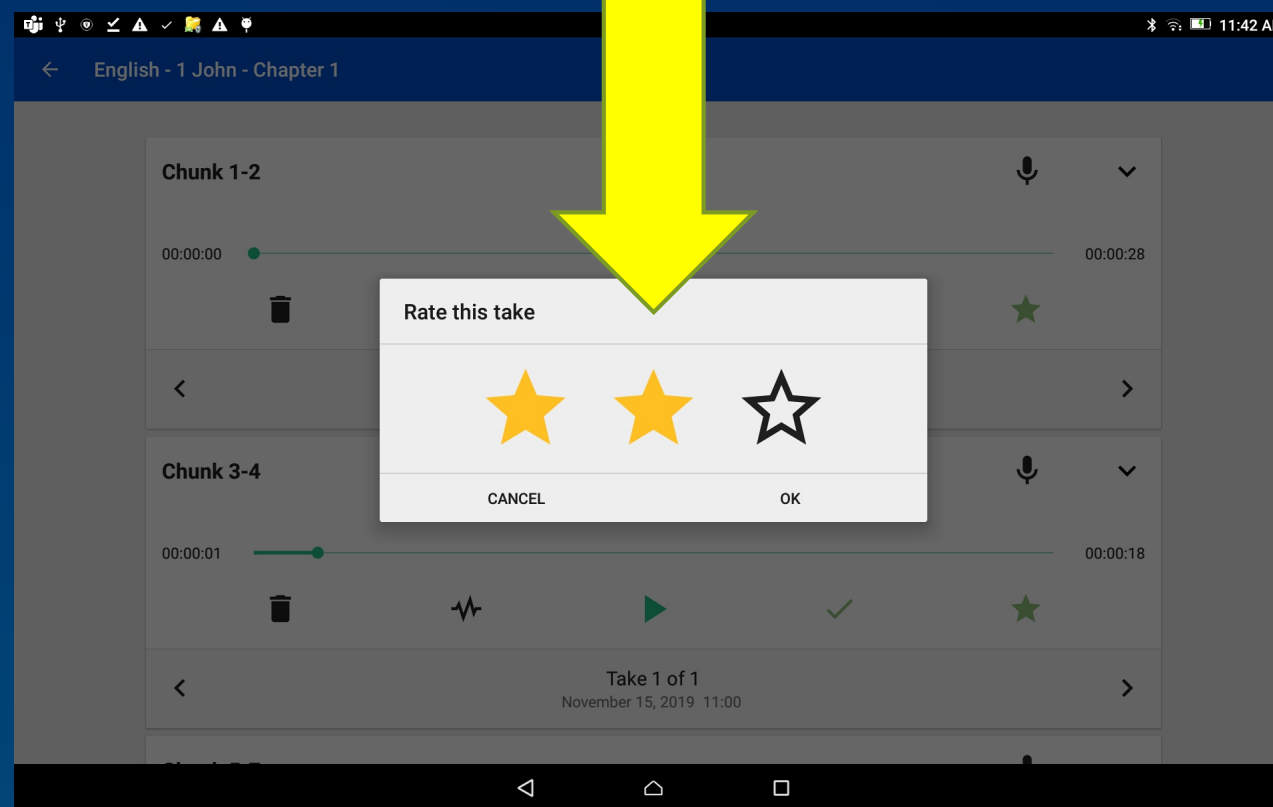 11:42 A
English - 1 John - Chapter 1
Chunk 1-2
00:00:00 00:00:28
Rate this take
CANCEL OK
Chunk 3-4
00:00:01 00:00:18
Take 1 of 1
November 15, 2019 11:00